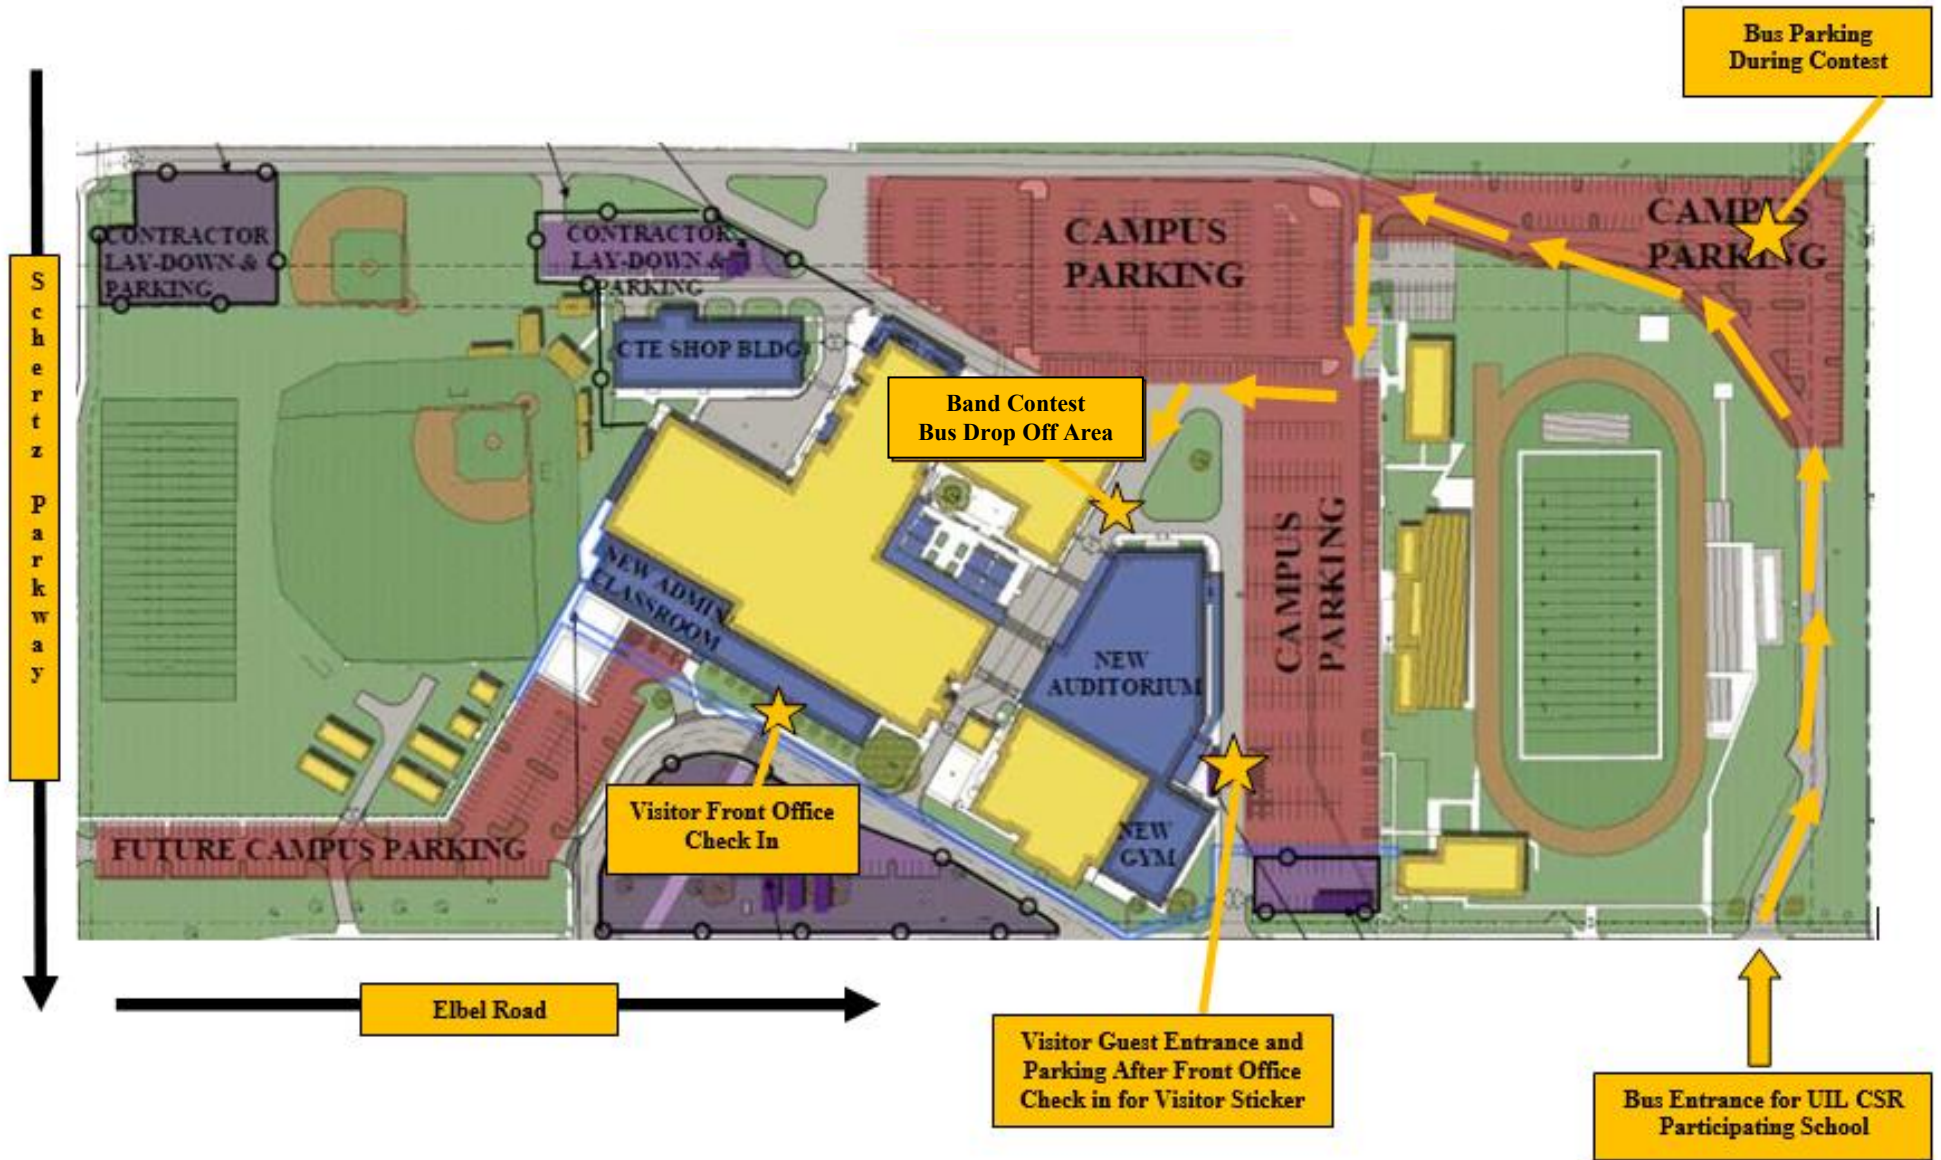 Bus Parking
During Contest
CONTRACTOR
LAY-DOWN &
PARKING
CONTRACTOR
LAY-DOWN &
PARKING
CAMPUS
PARKING
CAMPUS
PARKING
Schertz Parkway
CTE SHOP BLDG
Band Contest
Bus Drop Off Area
NEW ADMIN
CLASSROOM
CAMPUS
PARKING
NEW
AUDITORIUM
Visitor Front Office
Check In
NEW
GYM
FUTURE CAMPUS PARKING
Elbel Road
Visitor Guest Entrance and
Parking After Front Office
Check in for Visitor Sticker
Bus Entrance for UIL CSR
Participating School